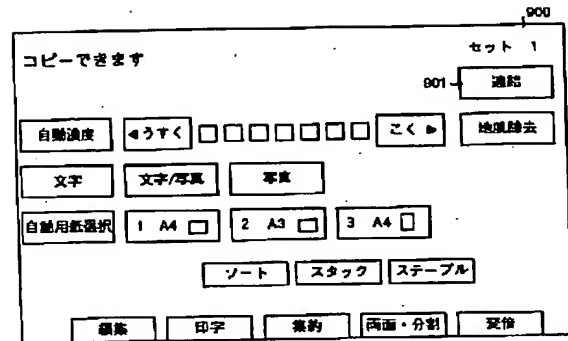 900
コピーできます セット 1
901 連結
自動濃度 ◀うすく こく ▶ 地肌除去
文字 文字/写真 写真
自動用紙選択 1 A4 2 A3 3 A4
ソート スタック ステープル
編集 印字 集約 両面・分割 変倍